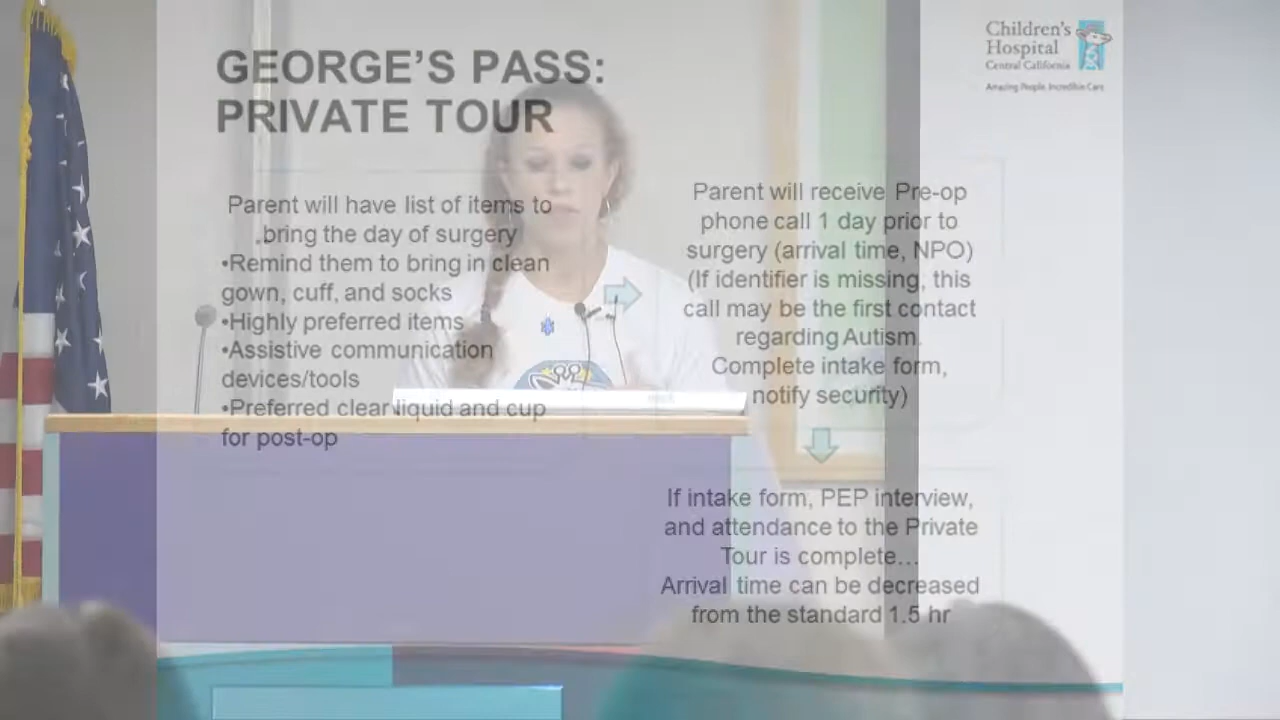 GEORGE'S PASS:
PRIVATE TOUR
Children's
Hospital
Central California
Amazing People. Incredible Care.
Parent will have list of items to
bring the day of surgery
•Remind them to bring in clean
gown, cuff, and socks
•Highly preferred items
•Assistive communication
devices/tools
•Preferred clear liquid and cup
for post-op
Parent will receive Pre-op
phone call 1 day prior to
surgery (arrival time, NPO)
(If identifier is missing, this
call may be the first contact
regarding Autism.
Complete intake form,
notify security)
If intake form, PEP interview,
and attendance to the Private
Tour is complete…
Arrival time can be decreased
from the standard 1.5 hr